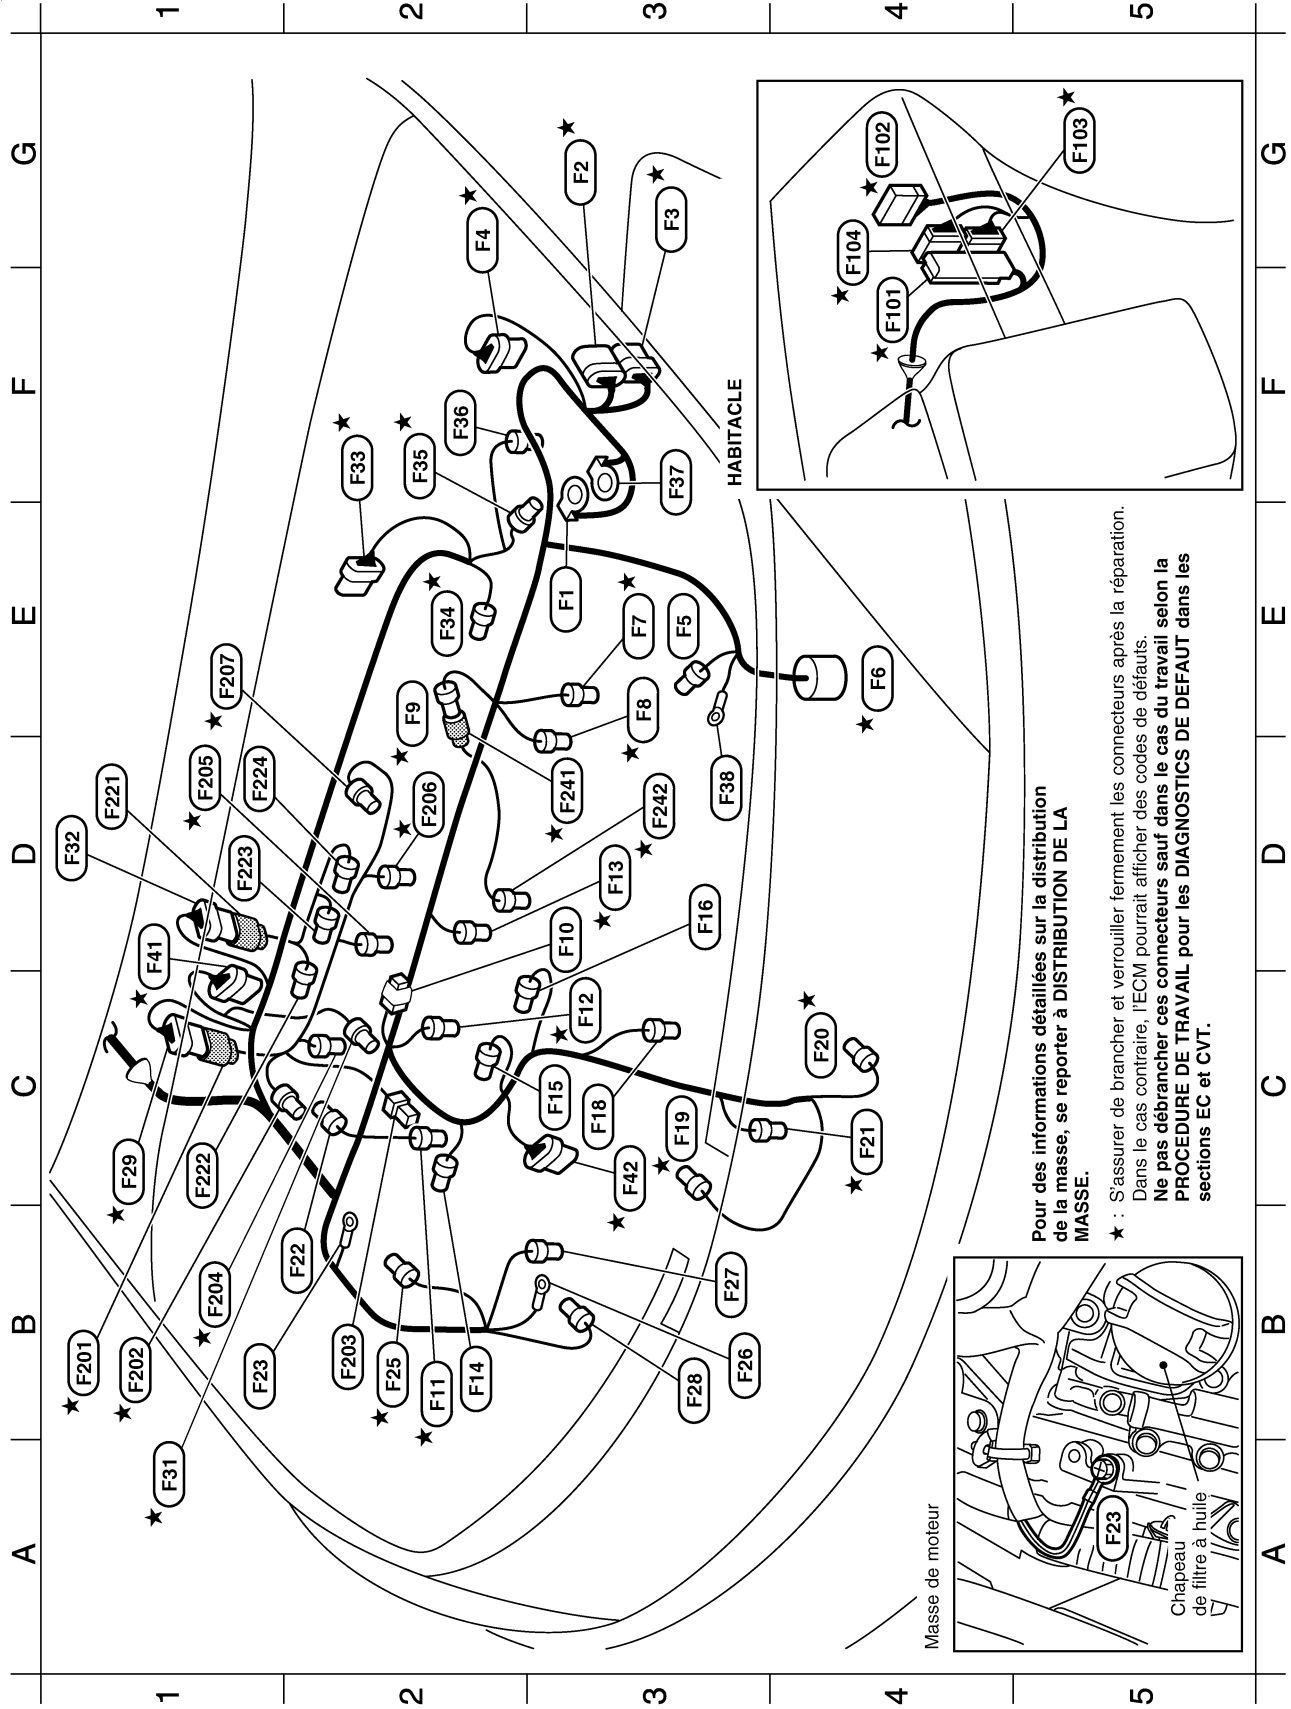 1
2
3
4
5
G
F
E
D
C
B
A
F4 ★
F2 ★
F3 ★
F33 ★
F35 ★
F36
F37
F1
F34 ★
F7 ★
F5
F6 ★
F8 ★
F9 ★
F38
F207 ★
F205 ★
F224
F221
F32
F223
F206 ★
F241 ★
F242 ★
F13 ★
F16
F10
F41 ★
F12 ★
F15
F18
F20 ★
F19 ★
F21 ★
F42 ★
F29 ★
F222
F22
F204 ★
F201 ★
F202 ★
F23
F203
F25 ★
F11 ★
F14
F27
F26
F28
F31 ★
HABITACLE
F102 ★
F103 ★
F104 ★
F101 ★
Pour des informations détaillées sur la distribution
de la masse, se reporter à DISTRIBUTION DE LA
MASSE.
★ : S'assurer de brancher et verrouiller fermement les connecteurs après la réparation.
Dans le cas contraire, l'ECM pourrait afficher des codes de défauts.
Ne pas débrancher ces connecteurs sauf dans le cas du travail selon la
PROCEDURE DE TRAVAIL pour les DIAGNOSTICS DE DEFAUT dans les
sections EC et CVT.
Masse de moteur
F23
Chapeau
de filtre à huile
1
2
3
4
5
G
F
E
D
C
B
A